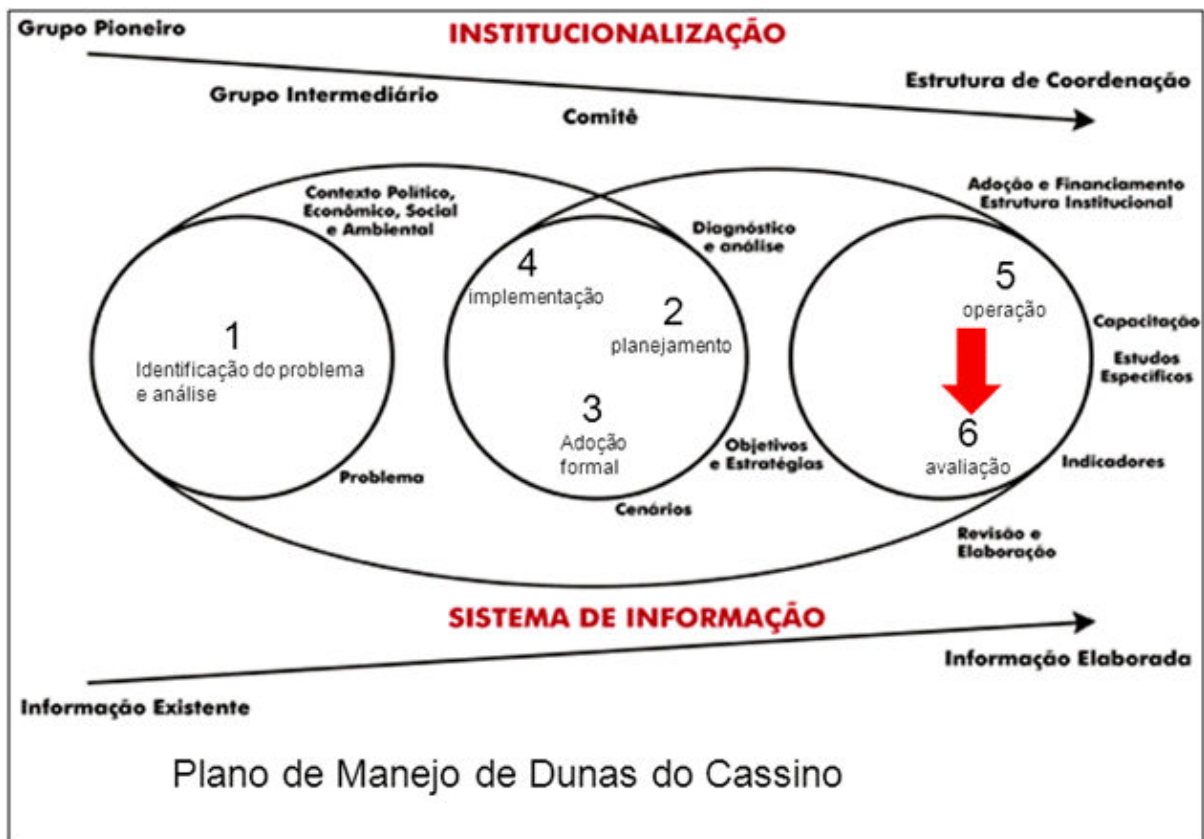 Grupo Pioneiro
INSTITUCIONALIZAÇÃO
Estrutura de Coordenação
Grupo Intermediário
Comitê
Contexto Político,
Econômico, Social
e Ambiental
Diagnóstico
e análise
Adoção e Financiamento
Estrutura Institucional
1
Identificação do problema
e análise
4
implementação
2
planejamento
3
Adoção
formal
5
operação
Capacitação
Estudos
Específicos
6
avaliação
Indicadores
Problema
Objetivos
e Estratégias
Cenários
Revisão e
Elaboração
SISTEMA DE INFORMAÇÃO
Informação Elaborada
Informação Existente
Plano de Manejo de Dunas do Cassino